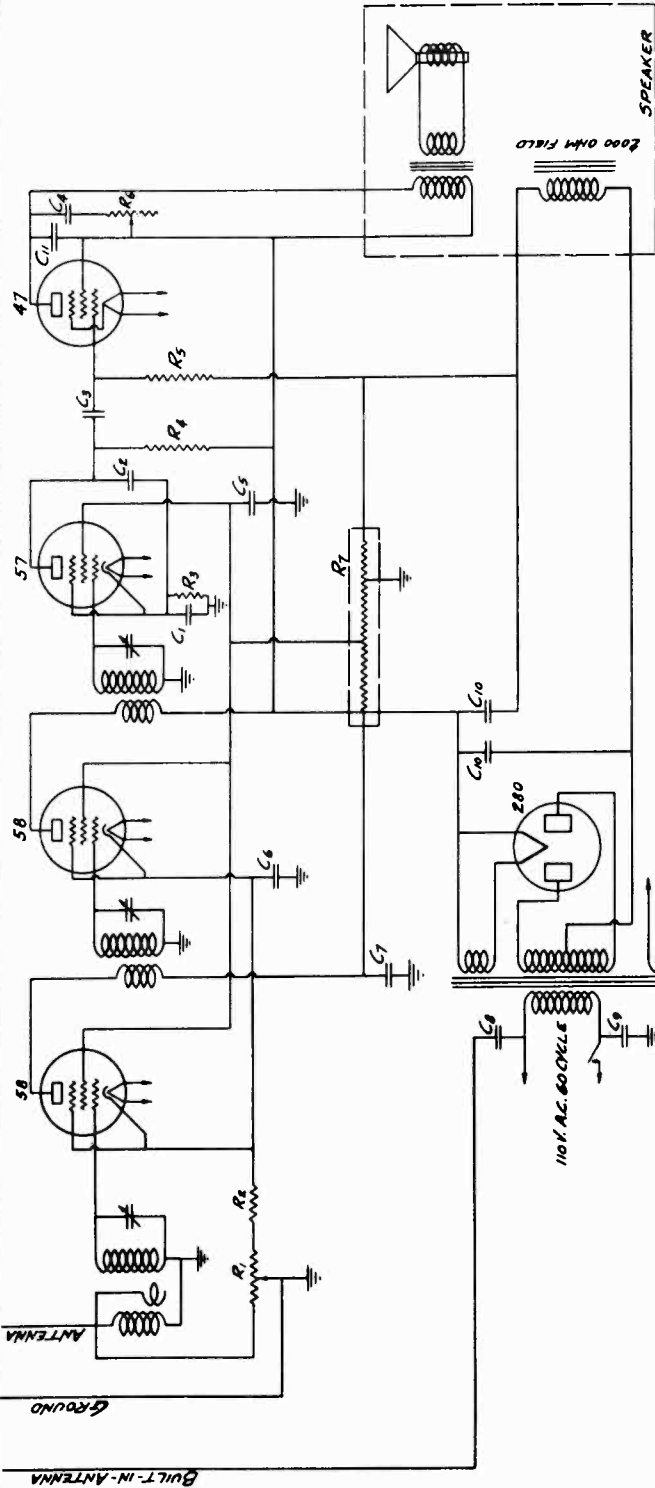 BUILT-IN-ANTENNA
GROUND
ANTENNA
58
58
57
47
R1
R2
C7
C6
C1
R3
C2
C5
C3
R4
R5
C11
C4
R6
R7
C10
C10
280
C8
C9
110 V. A.C. 60 CYCLE
2000 OHM FIELD
SPEAKER